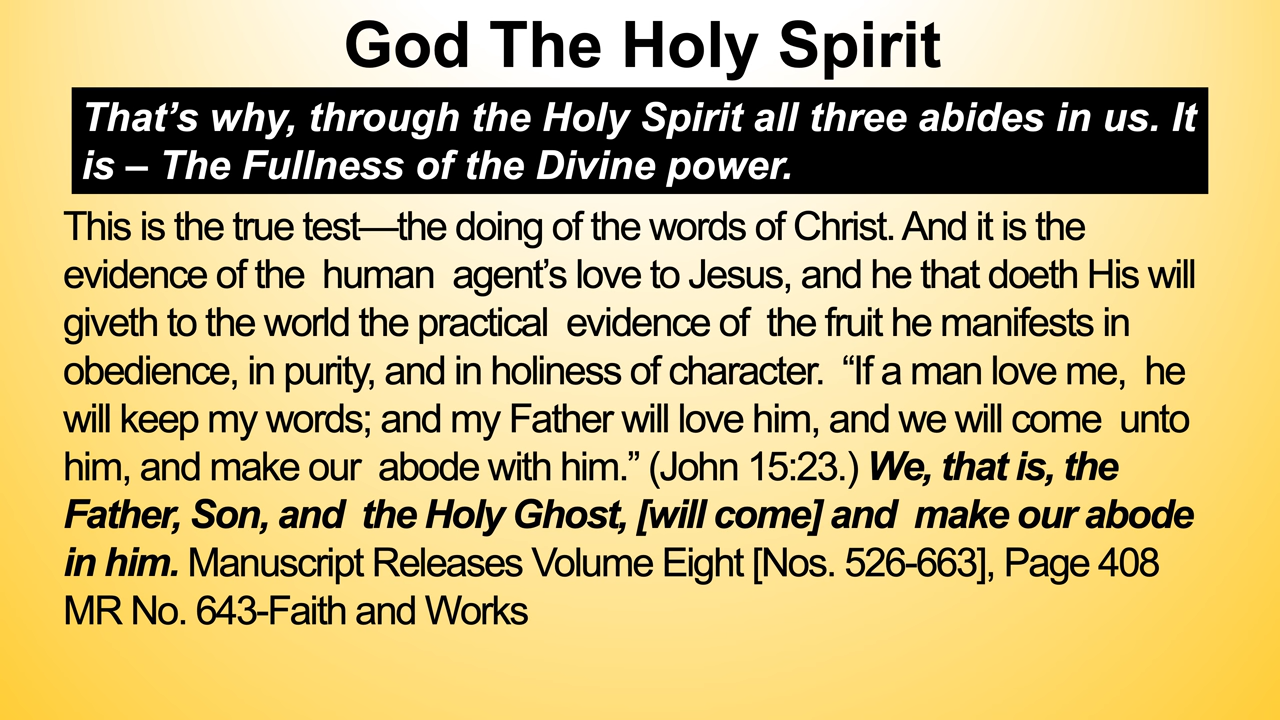 God The Holy Spirit
That’s why, through the Holy Spirit all three abides in us. It
is – The Fullness of the Divine power.
This is the true test—the doing of the words of Christ. And it is the
evidence of the human agent’s love to Jesus, and he that doeth His will
giveth to the world the practical evidence of the fruit he manifests in
obedience, in purity, and in holiness of character. “If a man love me, he
will keep my words; and my Father will love him, and we will come unto
him, and make our abode with him.” (John 15:23.) We, that is, the
Father, Son, and the Holy Ghost, [will come] and make our abode
in him. Manuscript Releases Volume Eight [Nos. 526-663], Page 408
MR No. 643-Faith and Works